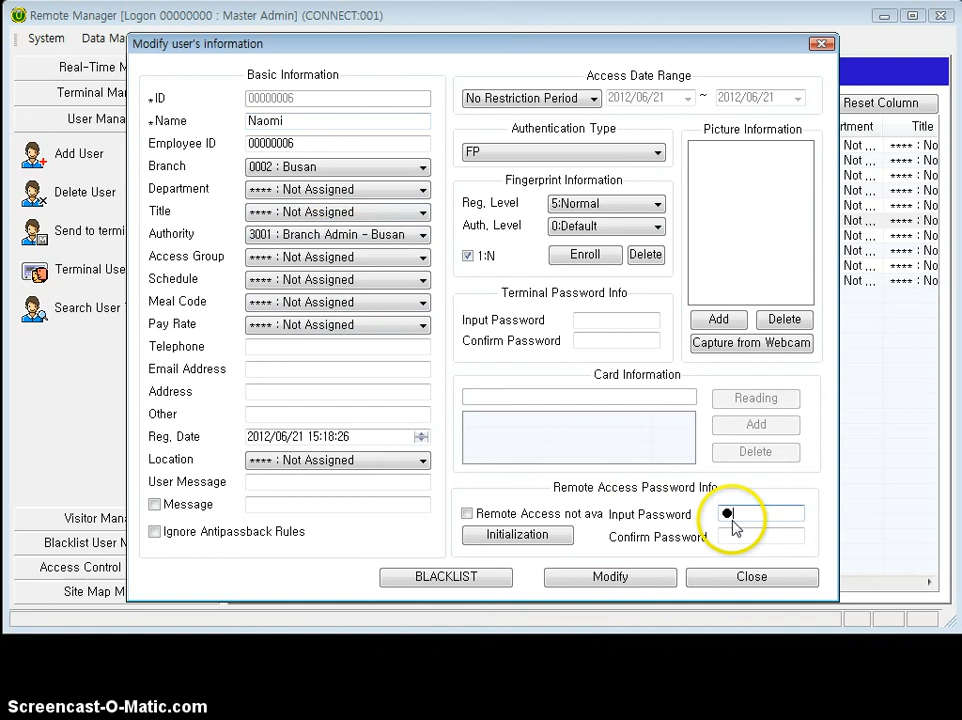 Remote Manager [Logon 00000000 : Master Admin] (CONNECT:001)
System Data Ma
Modify user's information
Real-Time M
Terminal Mar
User Manag
Add User
Delete User
Send to termi
Terminal Use
Search User
Visitor Mana
Blacklist User M
Access Control
Site Map M
Basic Information
*ID 00000006
*Name Naomi
Employee ID 00000006
Branch 0002 : Busan
Department **** : Not Assigned
Title **** : Not Assigned
Authority 3001 : Branch Admin - Busan
Access Group **** : Not Assigned
Schedule **** : Not Assigned
Meal Code **** : Not Assigned
Pay Rate **** : Not Assigned
Telephone
Email Address
Address
Other
Reg, Date 2012/06/21 15:18:26
Location **** : Not Assigned
User Message
Message
Ignore Antipassback Rules
Access Date Range
No Restriction Period 2012/06/21 ~ 2012/06/21
Authentication Type
FP
Fingerprint Information
Reg, Level 5:Normal
Auth, Level 0:Default
1:N Enroll Delete
Terminal Password Info
Input Password
Confirm Password
Picture Information
Add Delete
Capture from Webcam
Card Information
Reading
Add
Delete
Remote Access Password Info
Remote Access not ava Input Password
Initialization Confirm Password
BLACKLIST Modify Close
Reset Column
rtment Title
Not ... **** : No
Not ... **** : No
Not ... **** : No
Not ... **** : No
Not ... **** : No
Not ... **** : No
Not ... **** : No
Not ... **** : No
Not ... **** : No
Not ... **** : No
Screencast-O-Matic.com